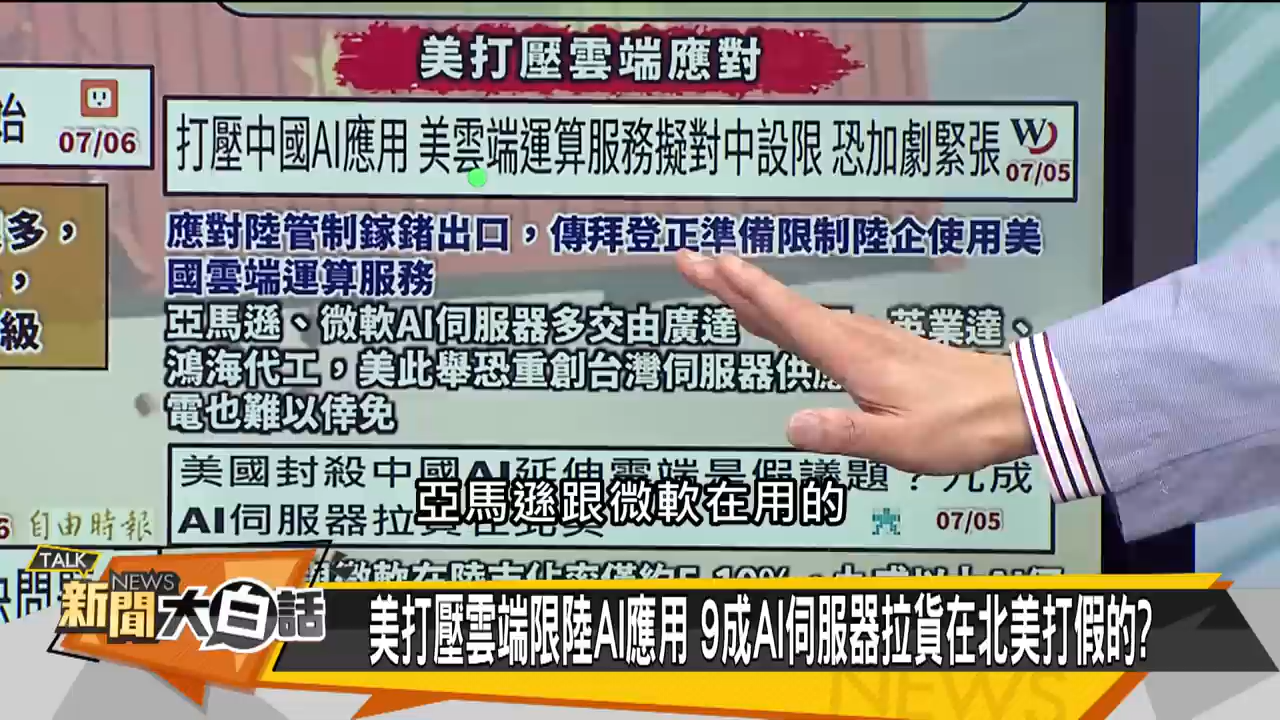 美打壓雲端應對
07/06
打壓中國AI應用 美雲端運算服務擬對中設限 恐加劇緊張
07/05
多，
應對陸管制鎵鍺出口，傳拜登正準備限制陸企使用美
國雲端運算服務
，
級
亞馬遜、微軟AI伺服器多交由廣達
英業達、
鴻海代工，美此舉恐重創台灣伺服器供應
電也難以倖免
美國封殺中國AI延伸雲端是假議題？九成
AI伺服器拉貨在北美
07/05
自由時報
亞馬遜跟微軟在用的
TALK
NEWS
新聞大白話
美打壓雲端限陸AI應用 9成AI伺服器拉貨在北美打假的?
NEWS